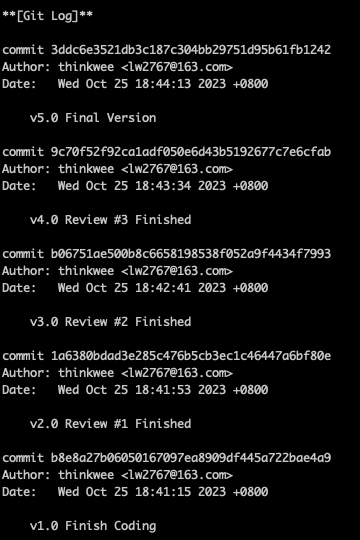 **[Git Log]**
commit 3ddc6e3521db3c187c304bb29751d95b61fb1242
Author: thinkwee <lw2767@163.com>
Date:   Wed Oct 25 18:44:13 2023 +0800
v5.0 Final Version
commit 9c70f52f92ca1adf050e6d43b5192677c7e6cfab
Author: thinkwee <lw2767@163.com>
Date:   Wed Oct 25 18:43:34 2023 +0800
v4.0 Review #3 Finished
commit b06751ae500b8c6658198538f052a9f4434f7993
Author: thinkwee <lw2767@163.com>
Date:   Wed Oct 25 18:42:41 2023 +0800
v3.0 Review #2 Finished
commit 1a6380bdad3e285c476b5cb3ec1c46447a6bf80e
Author: thinkwee <lw2767@163.com>
Date:   Wed Oct 25 18:41:53 2023 +0800
v2.0 Review #1 Finished
commit b8e8a27b06050167097ea8909df445a722bae4a9
Author: thinkwee <lw2767@163.com>
Date:   Wed Oct 25 18:41:15 2023 +0800
v1.0 Finish Coding